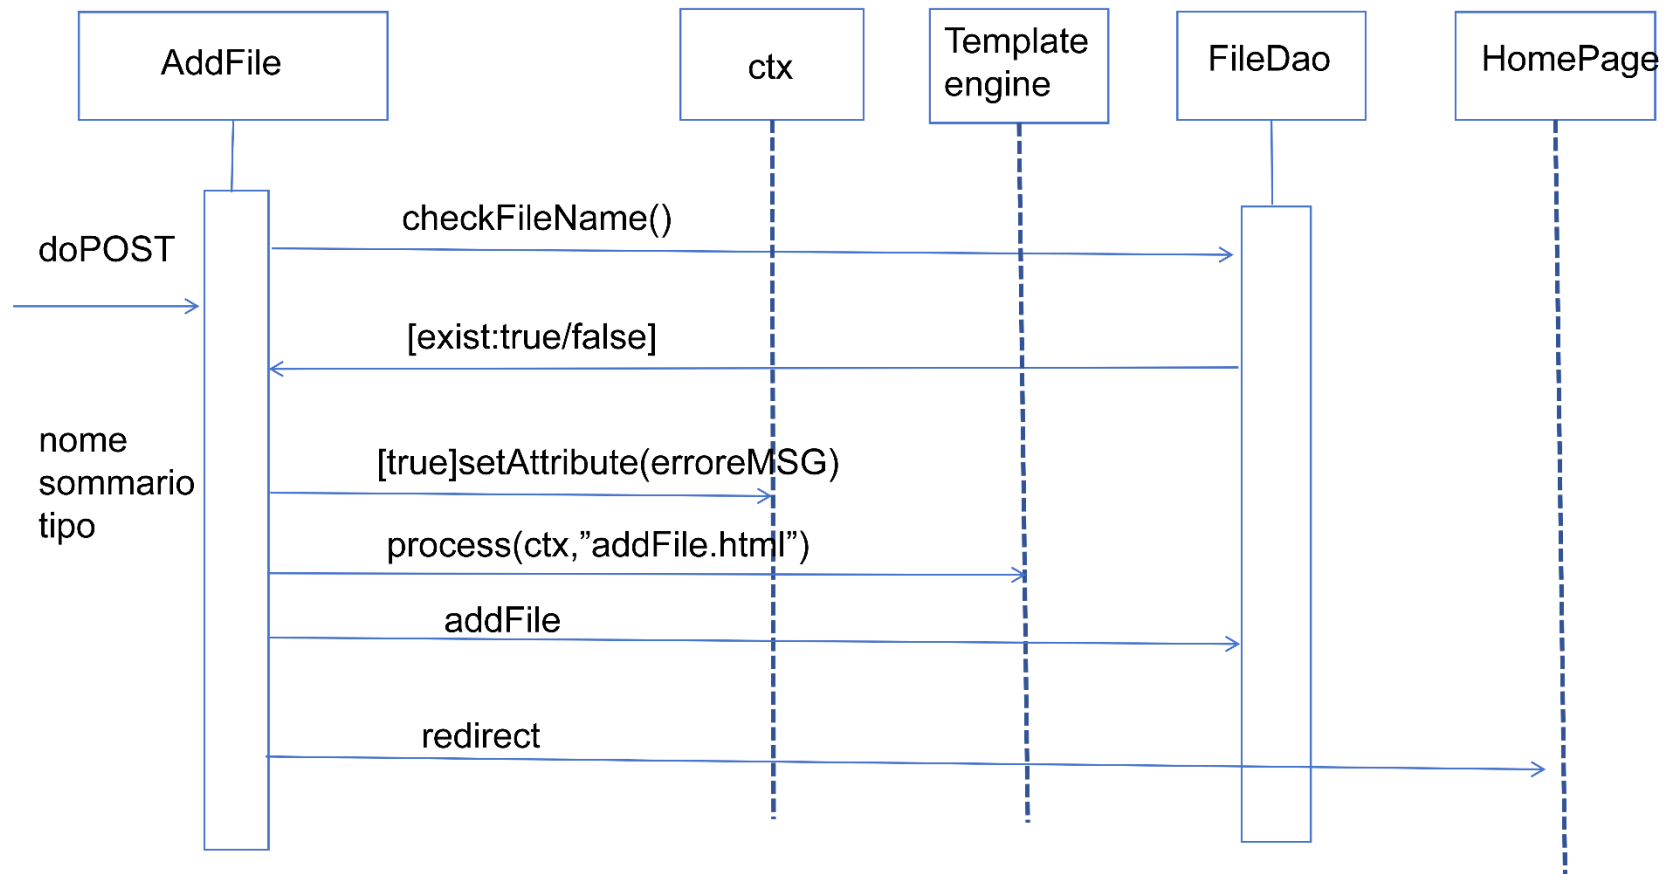 AddFile
ctx
Template
engine
FileDao
HomePage
checkFileName()
doPOST
[exist:true/false]
nome
sommario
tipo
[true]setAttribute(erroreMSG)
process(ctx,”addFile.html”)
addFile
redirect